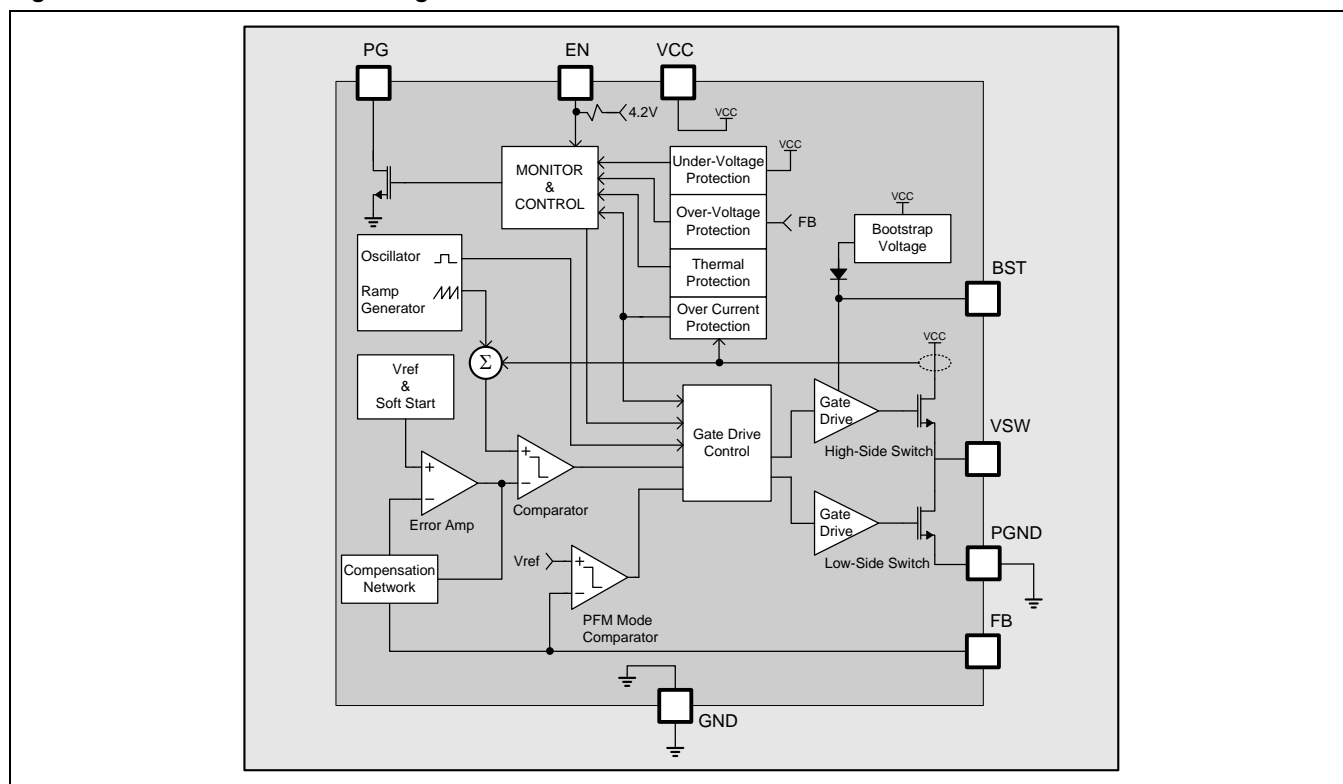 PG
EN
VCC
4.2V
VCC
MONITOR
&
CONTROL
Under-Voltage
Protection
VCC
Over-Voltage
Protection
FB
Thermal
Protection
Over Current
Protection
VCC
Bootstrap
Voltage
BST
Oscillator
Ramp
Generator
Σ
VCC
Vref
&
Soft Start
Gate Drive
Control
Gate
Drive
High-Side Switch
VSW
+
−
Error Amp
+
−
Comparator
Gate
Drive
Low-Side Switch
PGND
Compensation
Network
Vref
+
−
PFM Mode
Comparator
FB
GND